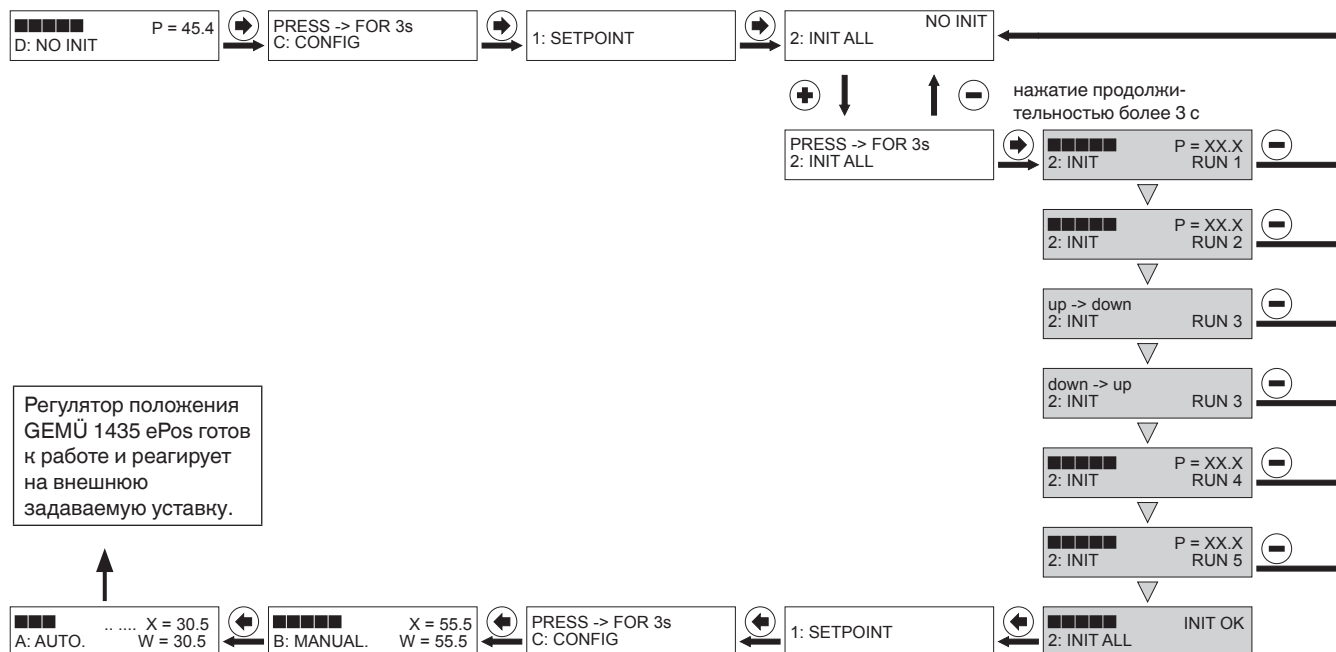 P = 45.4
D: NO INIT
PRESS -> FOR 3s
C: CONFIG
1: SETPOINT
NO INIT
2: INIT ALL
нажатие продолжи-
тельностью более 3 с
PRESS -> FOR 3s
2: INIT ALL
P = XX.X
2: INIT RUN 1
P = XX.X
2: INIT RUN 2
up -> down
2: INIT RUN 3
down -> up
2: INIT RUN 3
P = XX.X
2: INIT RUN 4
P = XX.X
2: INIT RUN 5
INIT OK
2: INIT ALL
1: SETPOINT
PRESS -> FOR 3s
C: CONFIG
X = 55.5
B: MANUAL. W = 55.5
.. .... X = 30.5
A: AUTO. W = 30.5
Регулятор положения
GEMÜ 1435 ePos готов
к работе и реагирует
на внешнюю
задаваемую уставку.